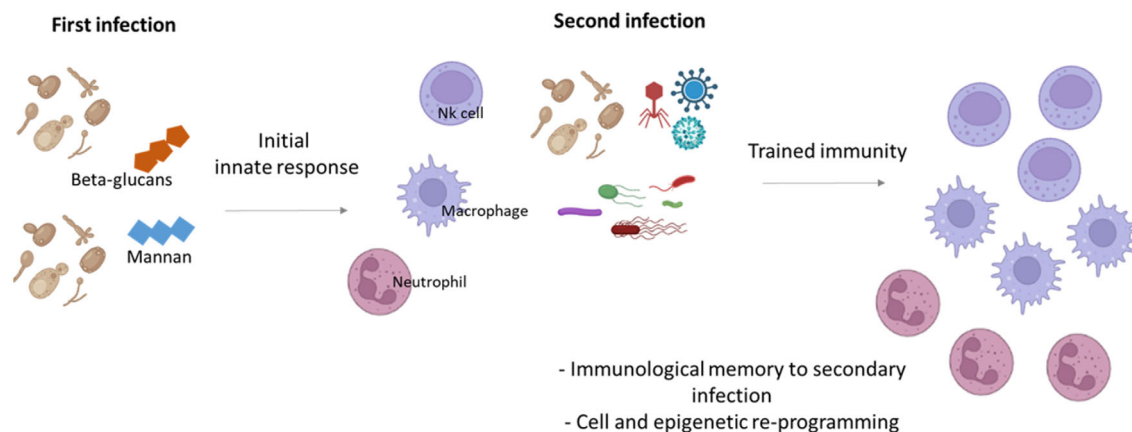 First infection
Second infection
Nk cell
Initial
innate response
Trained immunity
Beta-glucans
Macrophage
Mannan
Neutrophil
- Immunological memory to secondary
infection
- Cell and epigenetic re-programming